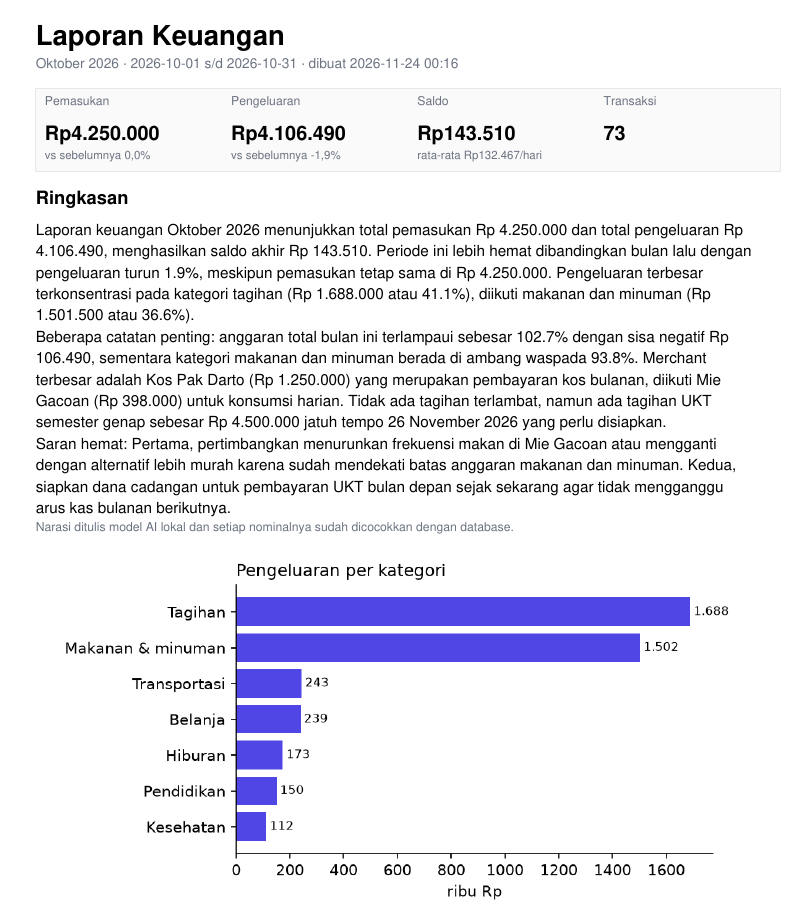 Laporan Keuangan
Oktober 2026 · 2026-10-01 s/d 2026-10-31 · dibuat 2026-11-24 00:16
Pemasukan Pengeluaran Saldo Transaksi
Rp4.250.000 Rp4.106.490 Rp143.510 73
vs sebelumnya 0,0% vs sebelumnya -1,9% rata-rata Rp132.467/hari
Ringkasan
Laporan keuangan Oktober 2026 menunjukkan total pemasukan Rp 4.250.000 dan total pengeluaran Rp
4.106.490, menghasilkan saldo akhir Rp 143.510. Periode ini lebih hemat dibandingkan bulan lalu dengan
pengeluaran turun 1.9%, meskipun pemasukan tetap sama di Rp 4.250.000. Pengeluaran terbesar
terkonsentrasi pada kategori tagihan (Rp 1.688.000 atau 41.1%), diikuti makanan dan minuman (Rp
1.501.500 atau 36.6%).
Beberapa catatan penting: anggaran total bulan ini terlampaui sebesar 102.7% dengan sisa negatif Rp
106.490, sementara kategori makanan dan minuman berada di ambang waspada 93.8%. Merchant
terbesar adalah Kos Pak Darto (Rp 1.250.000) yang merupakan pembayaran kos bulanan, diikuti Mie
Gacoan (Rp 398.000) untuk konsumsi harian. Tidak ada tagihan terlambat, namun ada tagihan UKT
semester genap sebesar Rp 4.500.000 jatuh tempo 26 November 2026 yang perlu disiapkan.
Saran hemat: Pertama, pertimbangkan menurunkan frekuensi makan di Mie Gacoan atau mengganti
dengan alternatif lebih murah karena sudah mendekati batas anggaran makanan dan minuman. Kedua,
siapkan dana cadangan untuk pembayaran UKT bulan depan sejak sekarang agar tidak mengganggu
arus kas bulanan berikutnya.
Narasi ditulis model AI lokal dan setiap nominalnya sudah dicocokkan dengan database.
Pengeluaran per kategori
Tagihan 1.688
Makanan & minuman 1.502
Transportasi 243
Belanja 239
Hiburan 173
Pendidikan 150
Kesehatan 112
0 200 400 600 800 1000 1200 1400 1600
ribu Rp